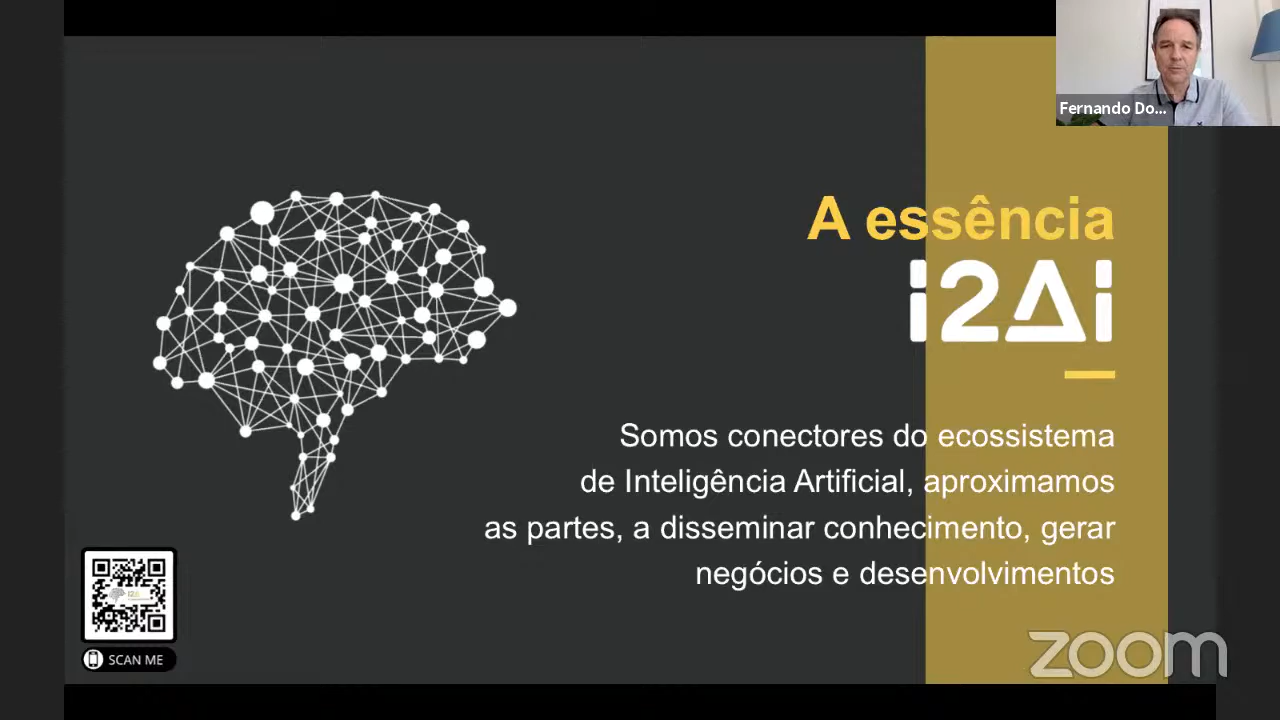 Fernando Do...
A essência
i2Ai
Somos conectores do ecossistema
de Inteligência Artificial, aproximamos
as partes, a disseminar conhecimento, gerar
negócios e desenvolvimentos
SCAN ME
zoom